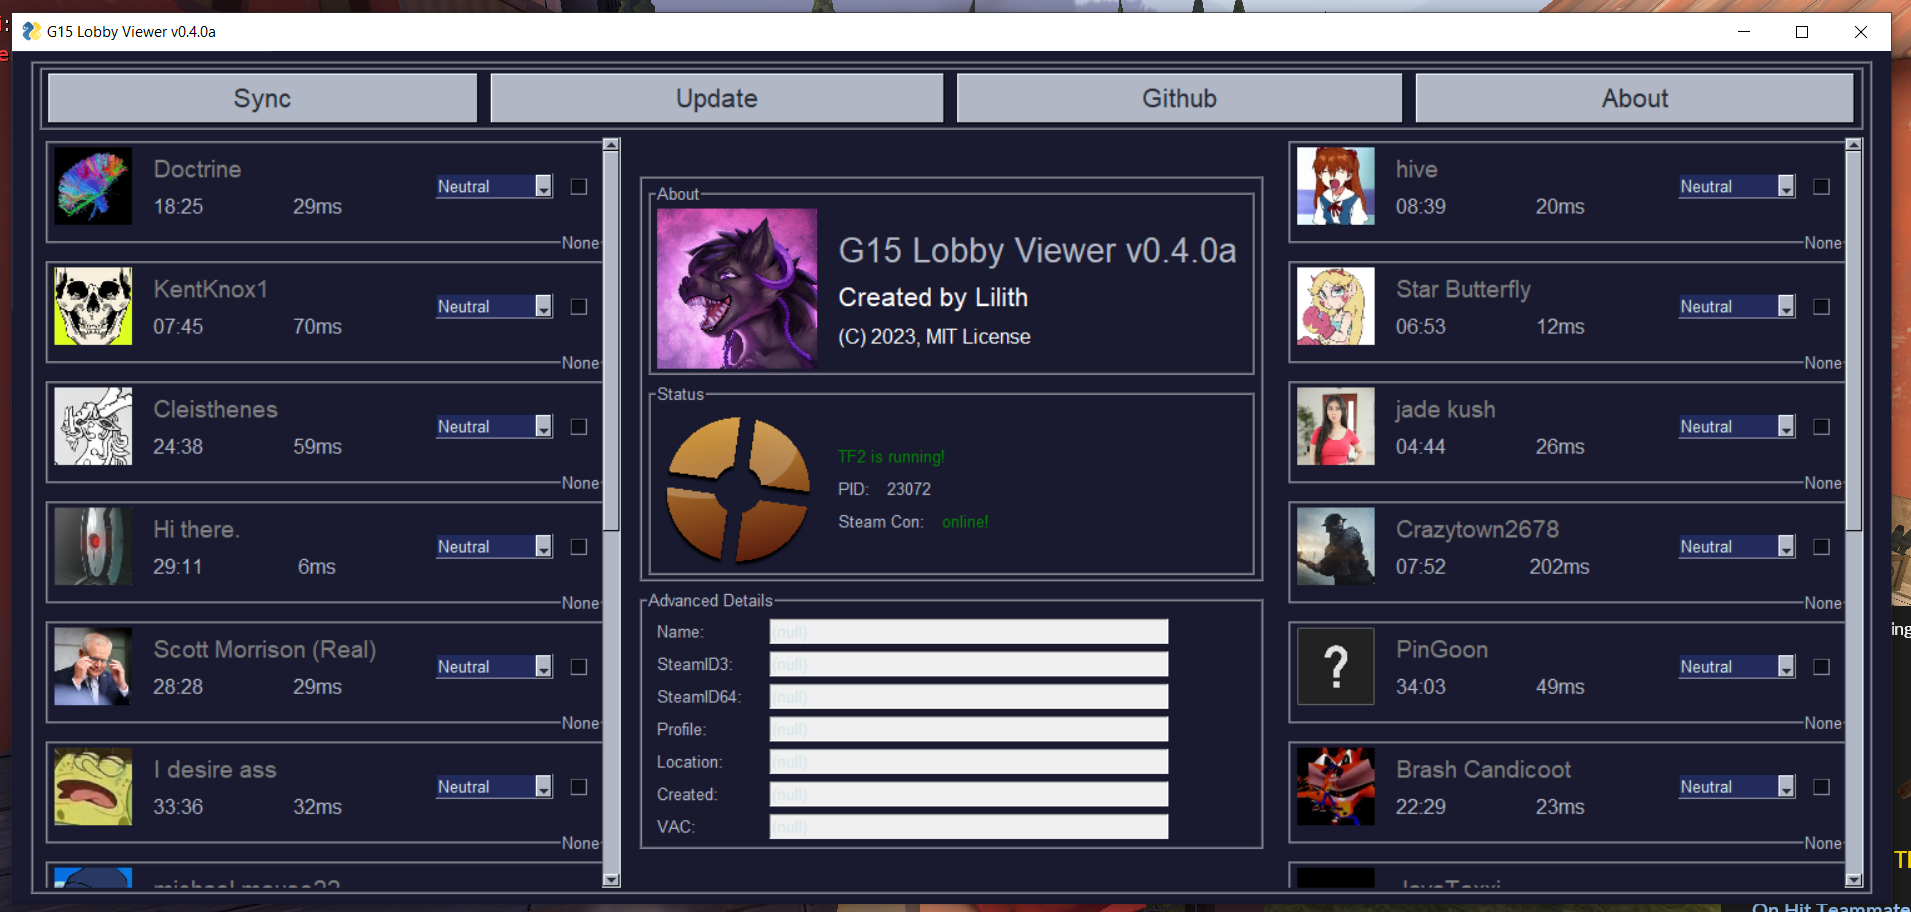 G15 Lobby Viewer v0.4.0a
Sync
Update
Github
About
Doctrine
18:25 29ms
Neutral
None
KentKnox1
07:45 70ms
Neutral
None
Cleisthenes
24:38 59ms
Neutral
None
Hi there.
29:11 6ms
Neutral
None
Scott Morrison (Real)
28:28 29ms
Neutral
None
I desire ass
33:36 32ms
Neutral
None
About
G15 Lobby Viewer v0.4.0a
Created by Lilith
(C) 2023, MIT License
Status
TF2 is running!
PID: 23072
Steam Con: online!
Advanced Details
Name: (null)
SteamID3: (null)
SteamID64: (null)
Profile: (null)
Location: (null)
Created: (null)
VAC: (null)
hive
08:39 20ms
Neutral
None
Star Butterfly
06:53 12ms
Neutral
None
jade kush
04:44 26ms
Neutral
None
Crazytown2678
07:52 202ms
Neutral
None
PinGoon
34:03 49ms
Neutral
None
Brash Candicoot
22:29 23ms
Neutral
None
ing
On Hit Teammate